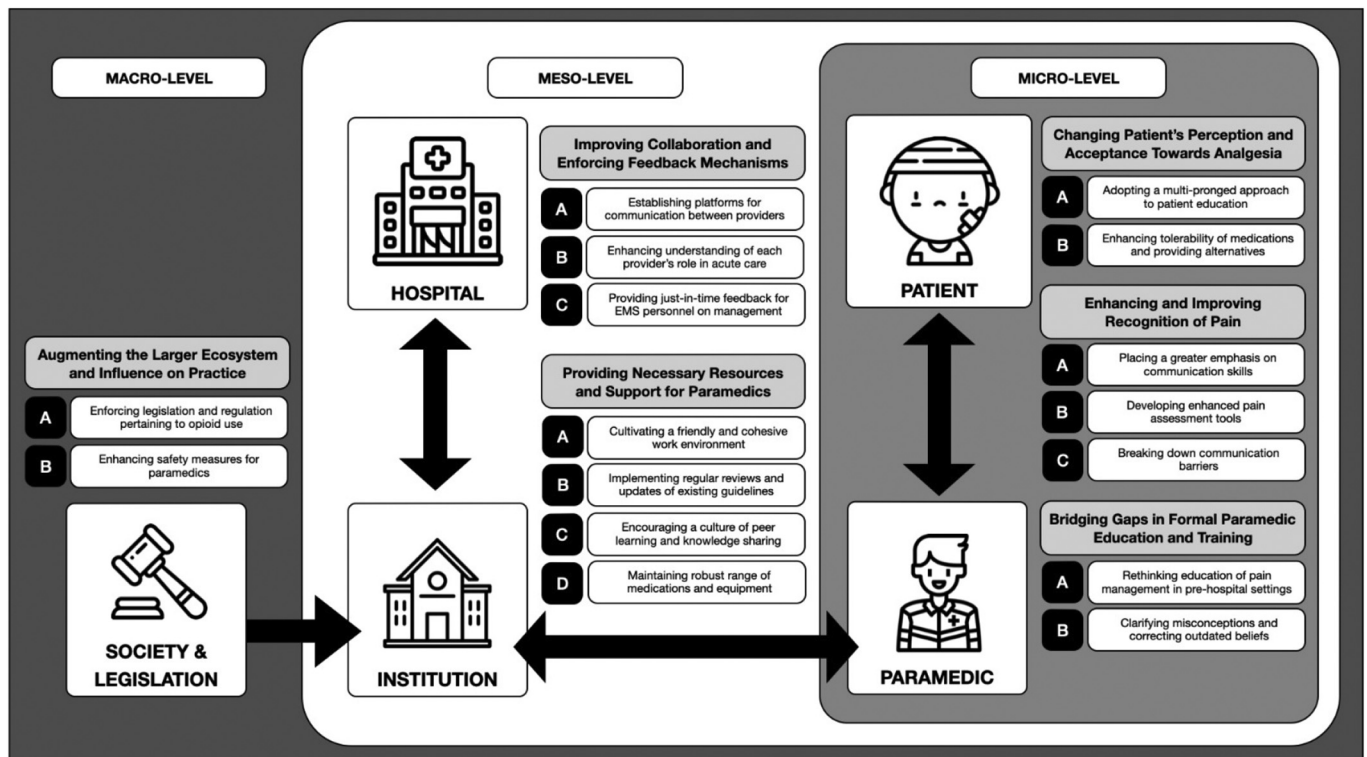 MACRO-LEVEL
Augmenting the Larger Ecosystem
and Influence on Practice
A
Enforcing legislation and regulation
pertaining to opioid use
B
Enhancing safety measures for
paramedics
SOCIETY &
LEGISLATION
MESO-LEVEL
HOSPITAL
Improving Collaboration and
Enforcing Feedback Mechanisms
A
Establishing platforms for
communication between providers
B
Enhancing understanding of each
provider's role in acute care
C
Providing just-in-time feedback for
EMS personnel on management
Providing Necessary Resources
and Support for Paramedics
A
Cultivating a friendly and cohesive
work environment
B
Implementing regular reviews and
updates of existing guidelines
C
Encouraging a culture of peer
learning and knowledge sharing
D
Maintaining robust range of
medications and equipment
INSTITUTION
MICRO-LEVEL
PATIENT
Changing Patient's Perception and
Acceptance Towards Analgesia
A
Adopting a multi-pronged approach
to patient education
B
Enhancing tolerability of medications
and providing alternatives
Enhancing and Improving
Recognition of Pain
A
Placing a greater emphasis on
communication skills
B
Developing enhanced pain
assessment tools
C
Breaking down communication
barriers
Bridging Gaps in Formal Paramedic
Education and Training
A
Rethinking education of pain
management in pre-hospital settings
B
Clarifying misconceptions and
correcting outdated beliefs
PARAMEDIC